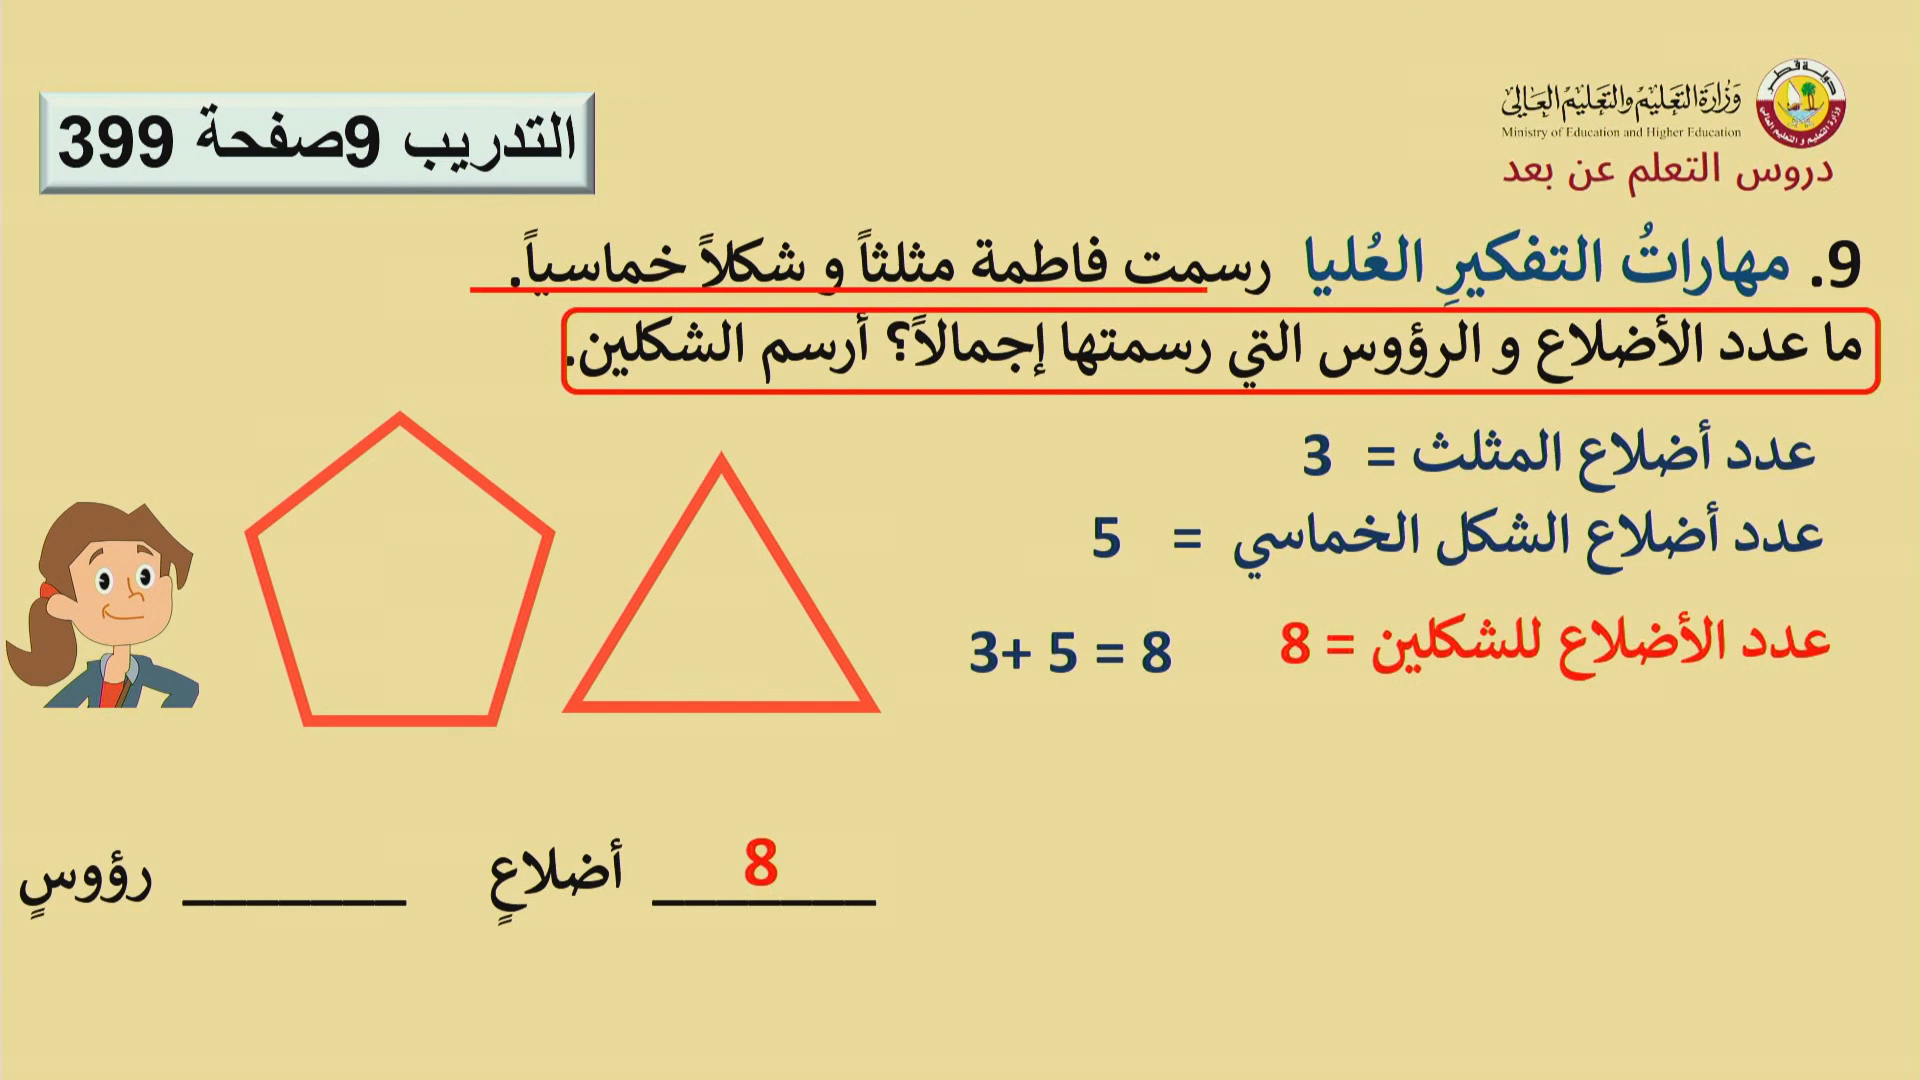 وزارة التعليم والتعليم العالي
Ministry of Education and Higher Education
دروس التعلم عن بعد
التدريب 9صفحة 399
9. مهاراتُ التفكيرِ العُليا رسمت فاطمة مثلثاً و شكلاً خماسياً.
ما عدد الأضلاع و الرؤوس التي رسمتها إجمالاً؟ أرسم الشكلين.
عدد أضلاع المثلث = 3
عدد أضلاع الشكل الخماسي = 5
عدد الأضلاع للشكلين = 8
3+ 5 = 8
8 أضلاعٍ _______ رؤوسٍ